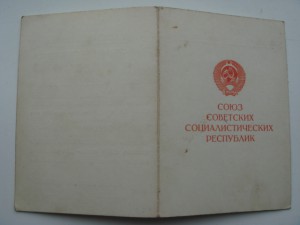 СОЮЗ
СОВЕТСКИХ
СОЦИАЛИСТИЧЕСКИХ
РЕСПУБЛИК